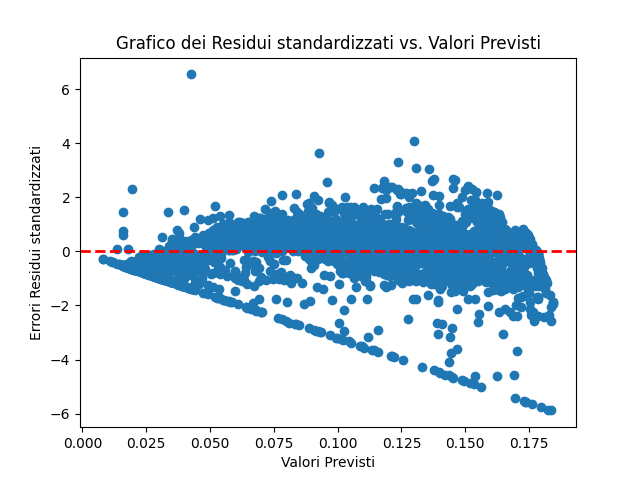 Grafico dei Residui standardizzati vs. Valori Previsti
Errori Residui standardizzati
6
4
2
0
−2
−4
−6
0.000 0.025 0.050 0.075 0.100 0.125 0.150 0.175
Valori Previsti